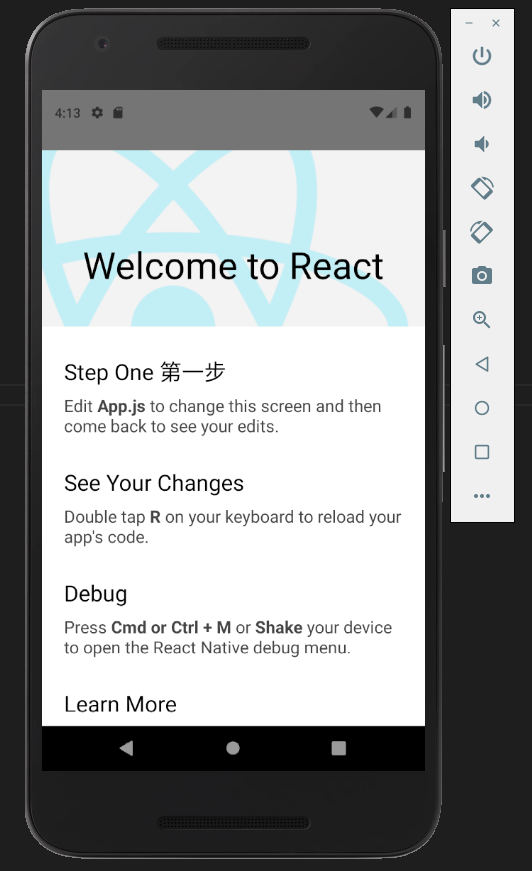 4:13
Welcome to React
Step One 第一步
Edit App.js to change this screen and then
come back to see your edits.
See Your Changes
Double tap R on your keyboard to reload your
app's code.
Debug
Press Cmd or Ctrl + M or Shake your device
to open the React Native debug menu.
Learn More